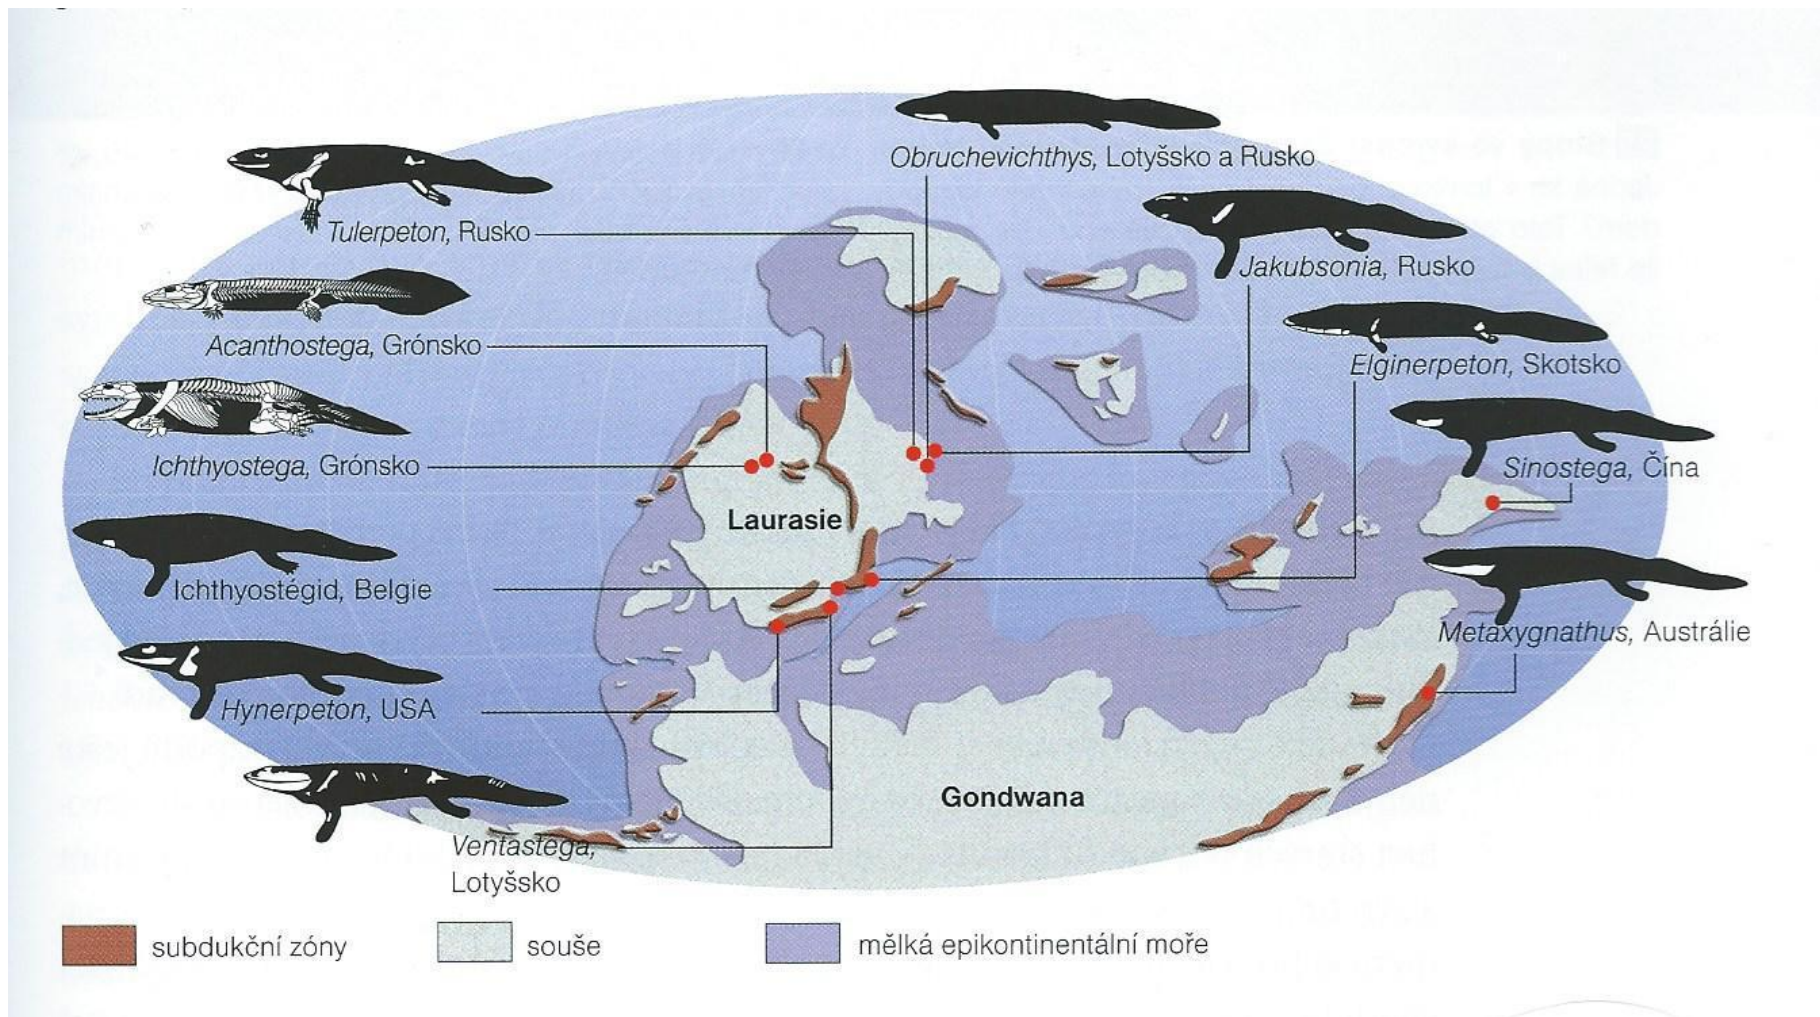 Obruchevichthys, Lotyšsko a Rusko
Tulerpeton, Rusko
Jakubsonia, Rusko
Acanthostega, Grónsko
Elginerpeton, Skotsko
Ichthyostega, Grónsko
Sinostega, Čína
Laurasie
Ichthyostégid, Belgie
Metaxygnathus, Austrálie
Hynerpeton, USA
Gondwana
Ventastega,
Lotyšsko
subdukční zóny
souše
mělká epikontinentální moře